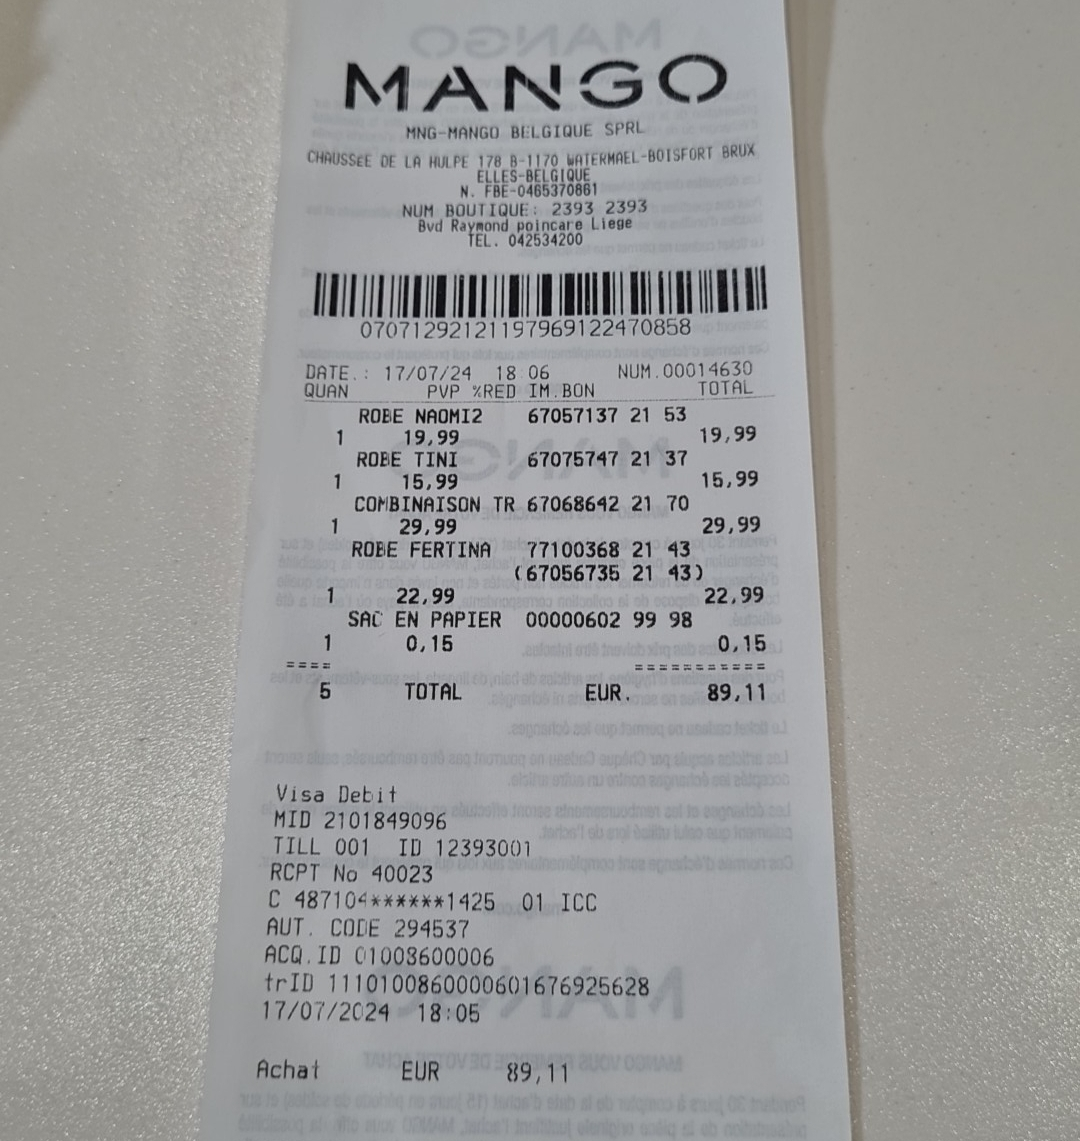 MANGO
MNG-MANGO BELGIQUE SPRL
CHAUSSEE DE LA HULPE 178 B-1170 WATERMAEL-BOISFORT BRUX
ELLES-BELGIQUE
N. FBE-0465370861
NUM BOUTIQUE: 2393 2393
Bvd Raymond poincare Liege
TEL. 042534200
07071292121197969122470858
DATE.: 17/07/24 18:06 NUM.00014630
QUAN PVP %RED IM.BON TOTAL
ROBE NAOMI2 67057137 21 53
1 19,99 19,99
ROBE TINI 67075747 21 37
1 15,99 15,99
COMBINAISON TR 67068642 21 70
1 29,99 29,99
ROBE FERTINA 77100368 21 43
(67056735 21 43)
1 22,99 22,99
SAC EN PAPIER 00000602 99 98
1 0,15 0,15
==== ===========
5 TOTAL EUR. 89,11
Visa Debit
MID 2101849096
TILL 001 ID 12393001
RCPT No 40023
C 487104******1425 01 ICC
AUT. CODE 294537
ACQ.ID 01008600006
trID 1110100860000601676925628
17/07/2024 18:05
Achat EUR 89,11